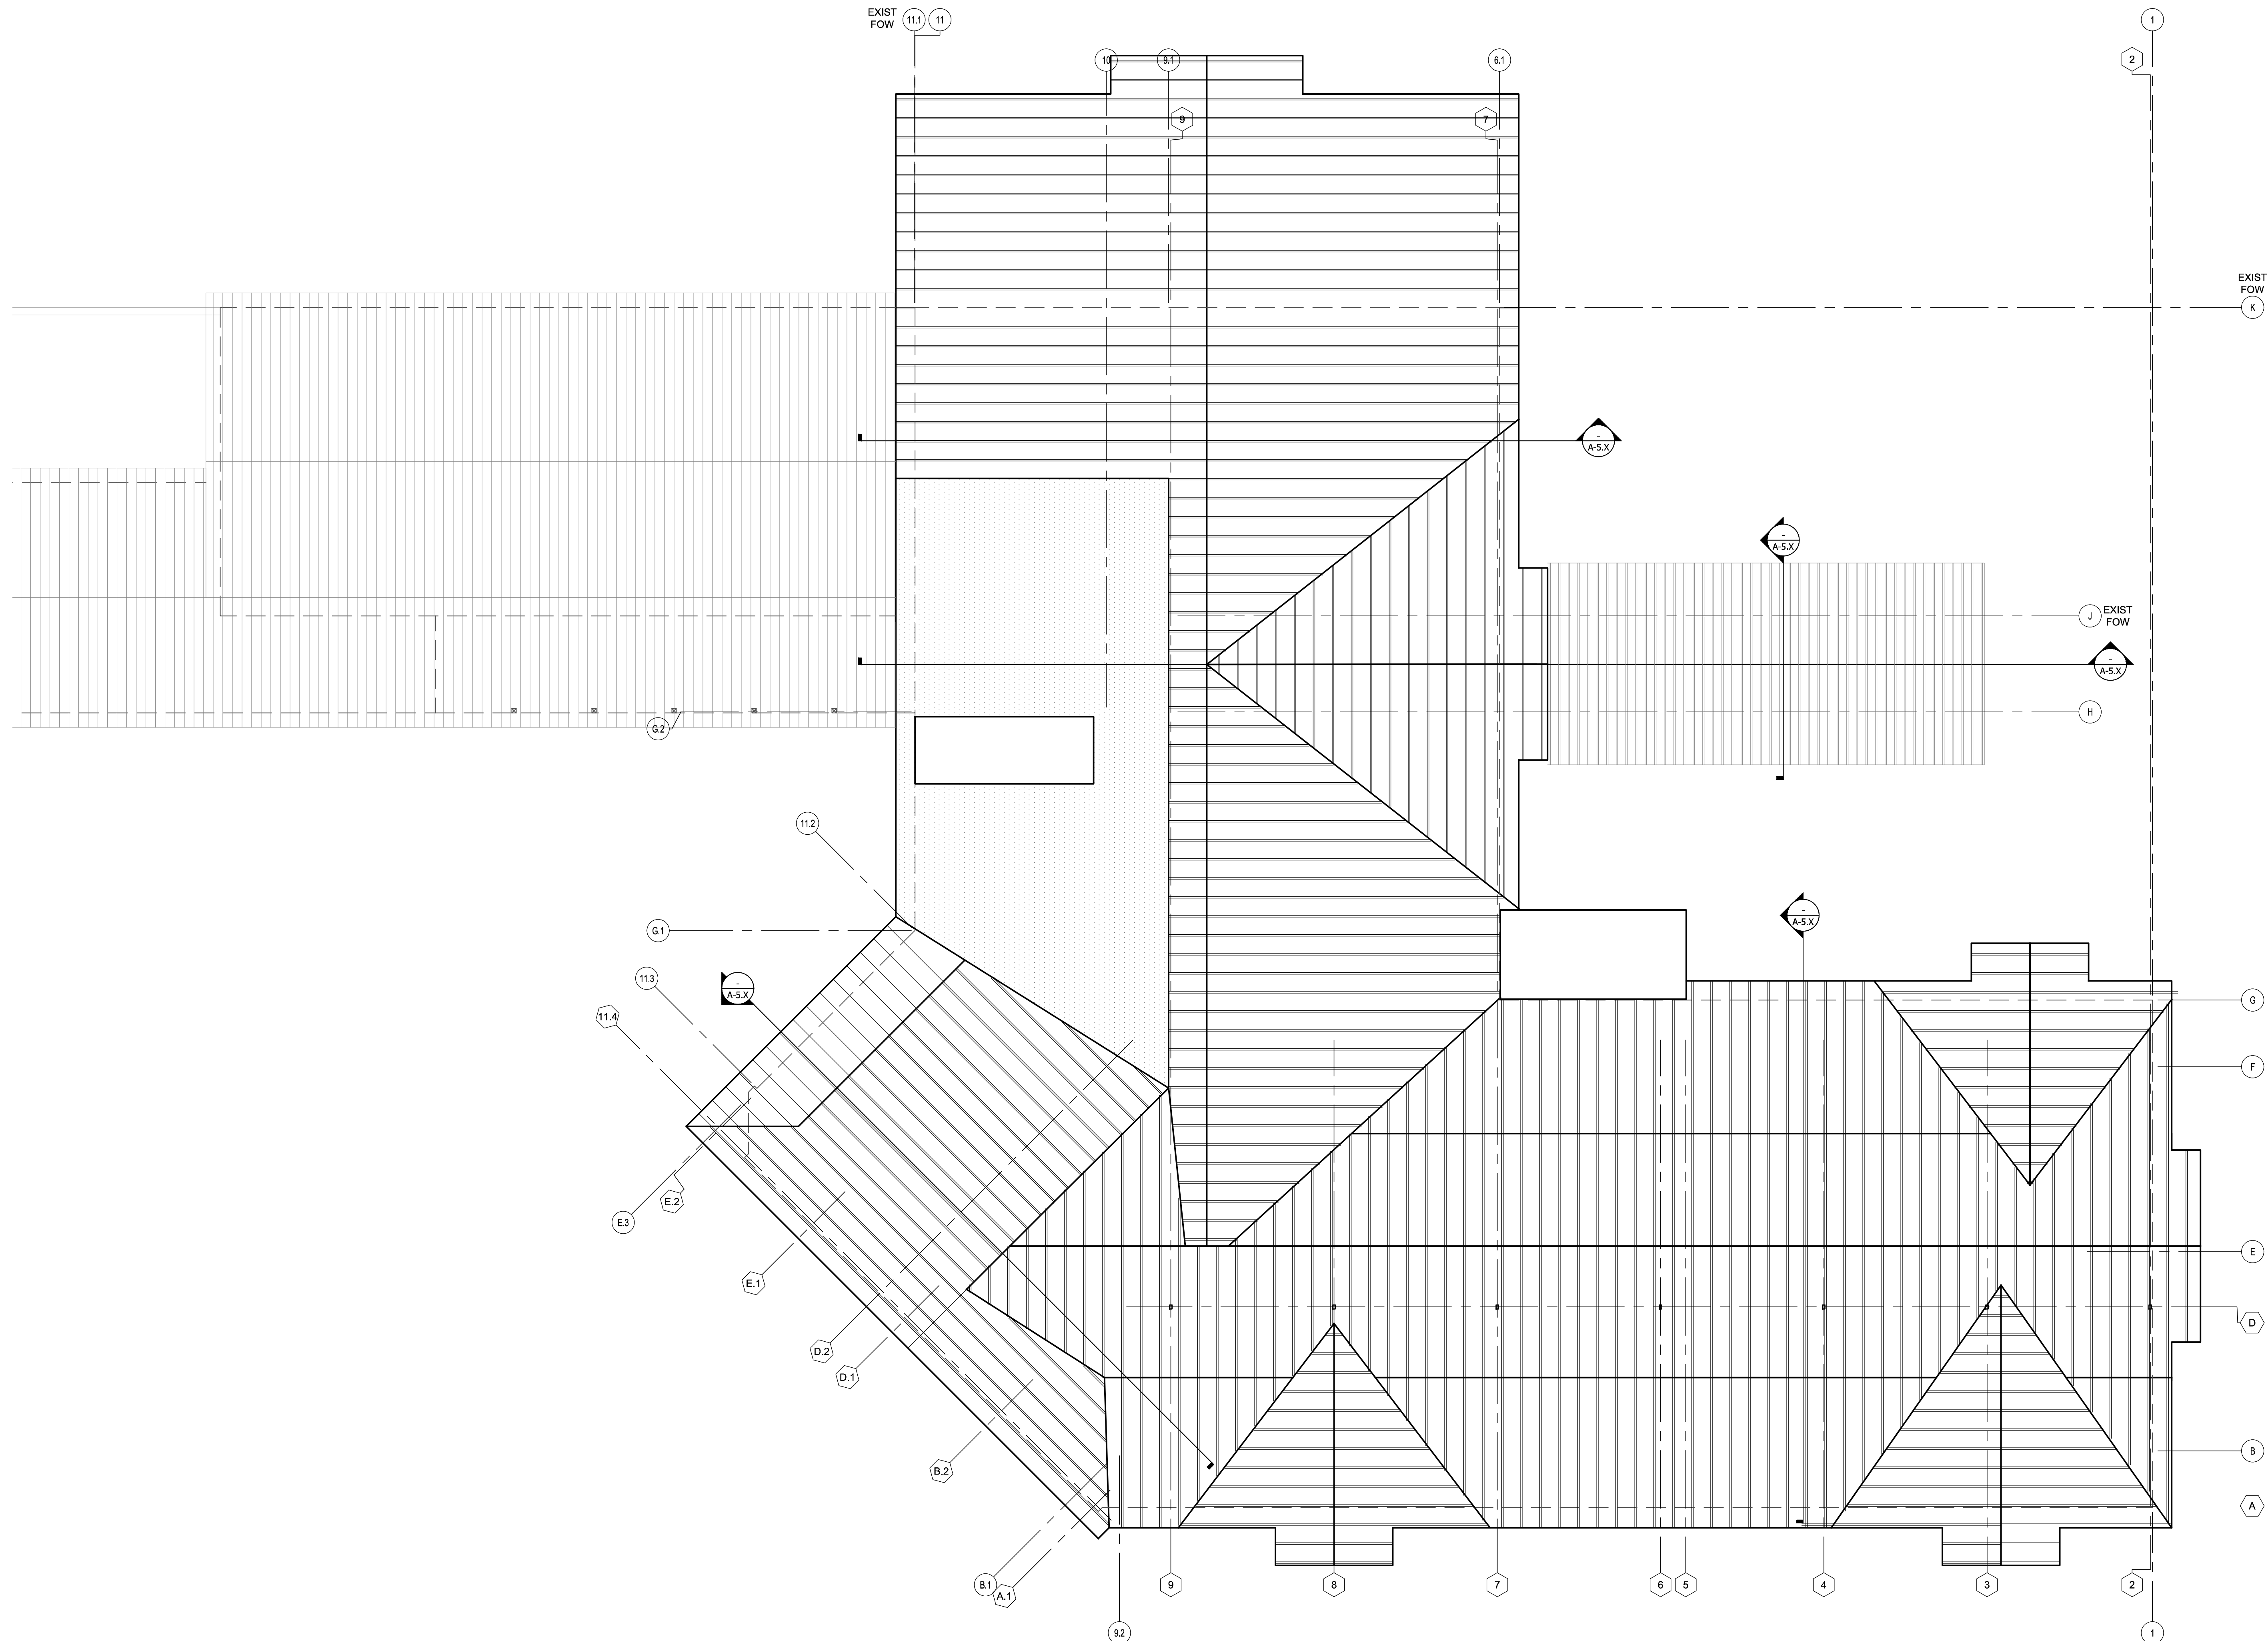 EXIST
FOW
11.1
11
1
10
9.1
6.1
2
9
7
EXIST
FOW
K
-
A-5.X
-
A-5.X
J
EXIST
FOW
-
A-5.X
H
G.2
11.2
-
A-5.X
G.1
11.3
-
A-5.X
G
11.4
F
E.2
E.3
E
E.1
D
D.2
D.1
B
B.2
A
B.1
A.1
9
8
7
6
5
4
3
2
9.2
1